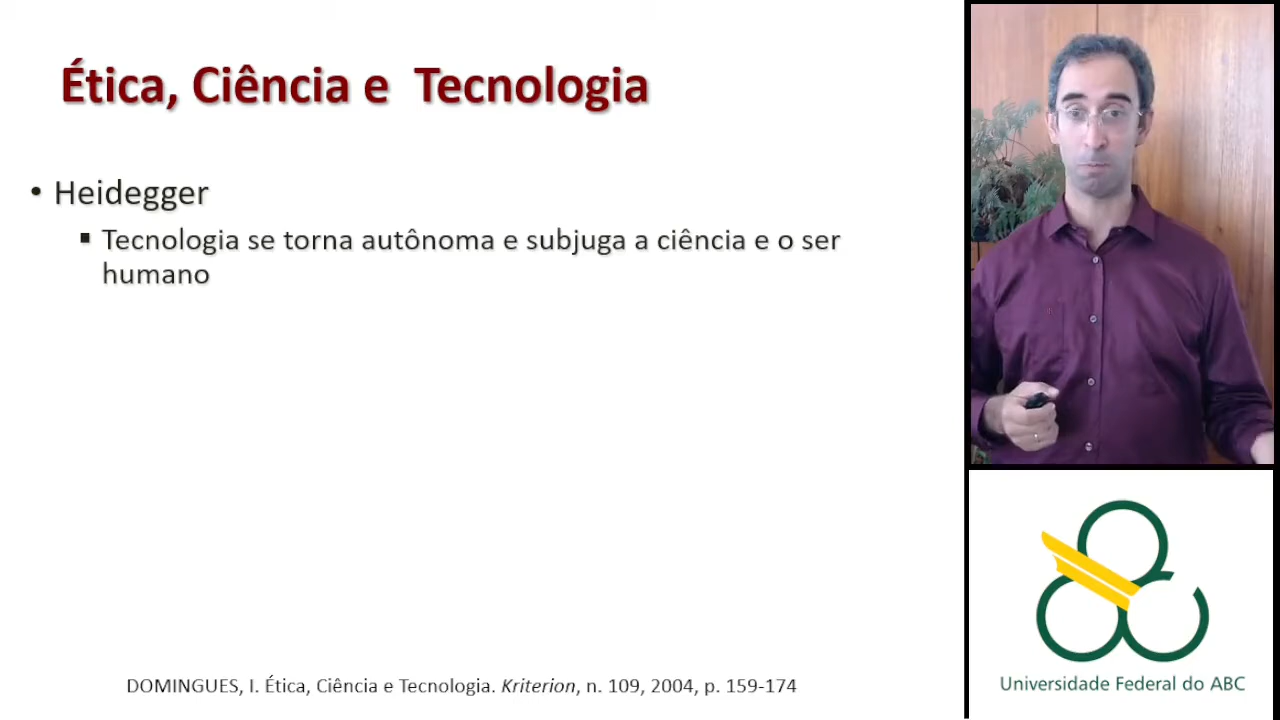 Ética, Ciência e Tecnologia
• Heidegger
▪ Tecnologia se torna autônoma e subjuga a ciência e o ser
humano
DOMINGUES, I. Ética, Ciência e Tecnologia. Kriterion, n. 109, 2004, p. 159-174
Universidade Federal do ABC